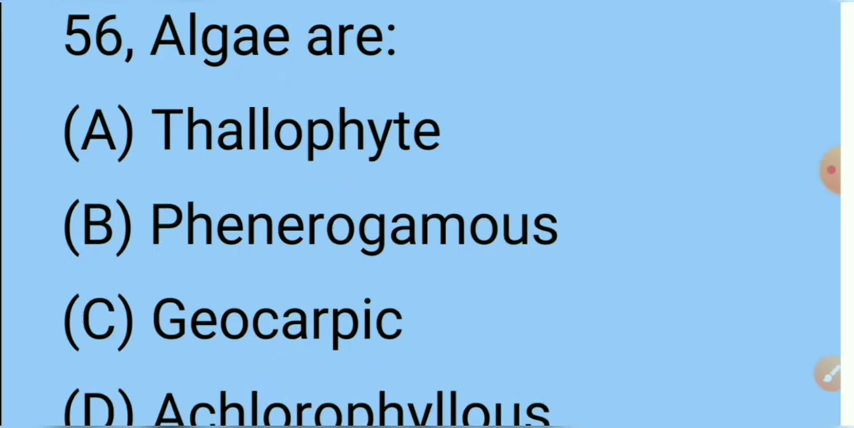 56, Algae are:
(A) Thallophyte
(B) Phenerogamous
(C) Geocarpic
(D) Achlorophyllous